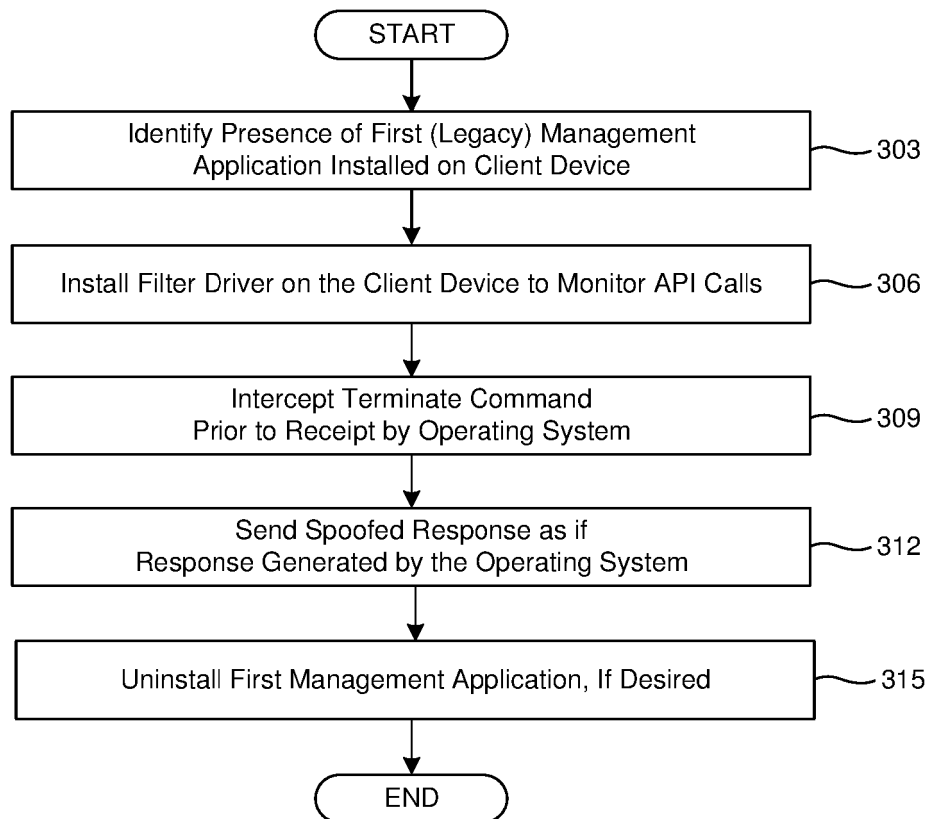 START
Identify Presence of First (Legacy) Management
Application Installed on Client Device
303
Install Filter Driver on the Client Device to Monitor API Calls
306
Intercept Terminate Command
Prior to Receipt by Operating System
309
Send Spoofed Response as if
Response Generated by the Operating System
312
Uninstall First Management Application, If Desired
315
END